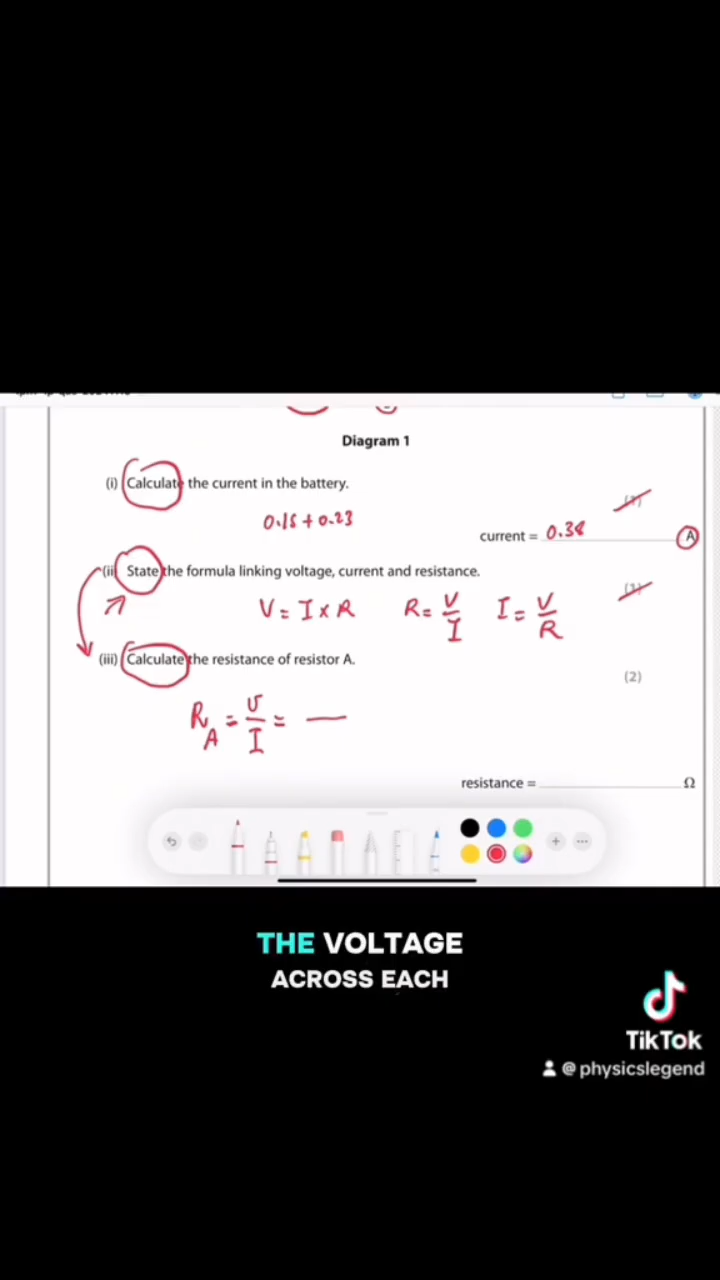 Diagram 1
(i) Calculate the current in the battery.
(1)
0.15 + 0.23
current = 0.38 A
(ii) State the formula linking voltage, current and resistance.
(1)
V = I × R R = V/I I = V/R
(iii) Calculate the resistance of resistor A.
(2)
R_A = V/I = —
resistance = Ω
THE VOLTAGE
ACROSS EACH
TikTok
@physicslegend